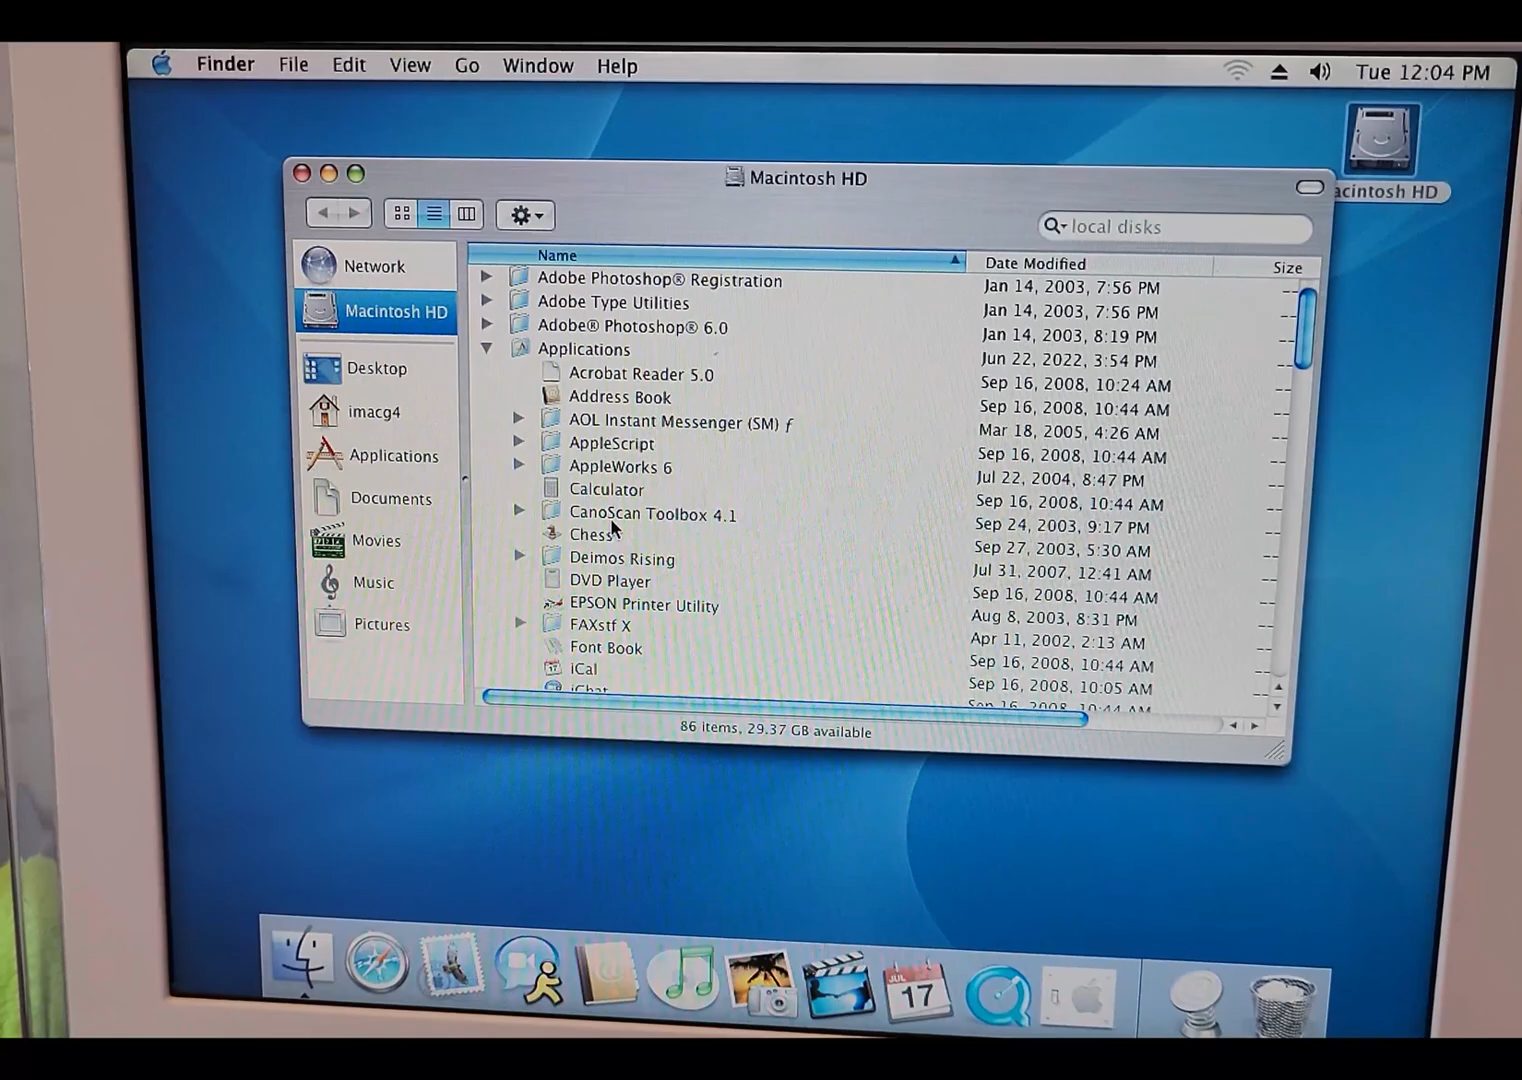 Finder File Edit View Go Window Help Tue 12:04 PM
acintosh HD
Macintosh HD
local disks
Network
Macintosh HD
Desktop
imacg4
Applications
Documents
Movies
Music
Pictures
Name Date Modified Size
Adobe Photoshop® Registration Jan 14, 2003, 7:56 PM --
Adobe Type Utilities Jan 14, 2003, 7:56 PM --
Adobe® Photoshop® 6.0 Jan 14, 2003, 8:19 PM --
Applications Jun 22, 2022, 3:54 PM --
Acrobat Reader 5.0 Sep 16, 2008, 10:24 AM --
Address Book Sep 16, 2008, 10:44 AM --
AOL Instant Messenger (SM) ƒ Mar 18, 2005, 4:26 AM --
AppleScript Sep 16, 2008, 10:44 AM --
AppleWorks 6 Jul 22, 2004, 8:47 PM --
Calculator Sep 16, 2008, 10:44 AM --
CanoScan Toolbox 4.1 Sep 24, 2003, 9:17 PM --
Chess Sep 27, 2003, 5:30 AM --
Deimos Rising Jul 31, 2007, 12:41 AM --
DVD Player Sep 16, 2008, 10:44 AM --
EPSON Printer Utility Aug 8, 2003, 8:31 PM --
FAXstf X Apr 11, 2002, 2:13 AM --
Font Book Sep 16, 2008, 10:44 AM --
iCal Sep 16, 2008, 10:05 AM --
iChat Sep 16, 2008, 10:44 AM
86 items, 29.37 GB available
JUL
17